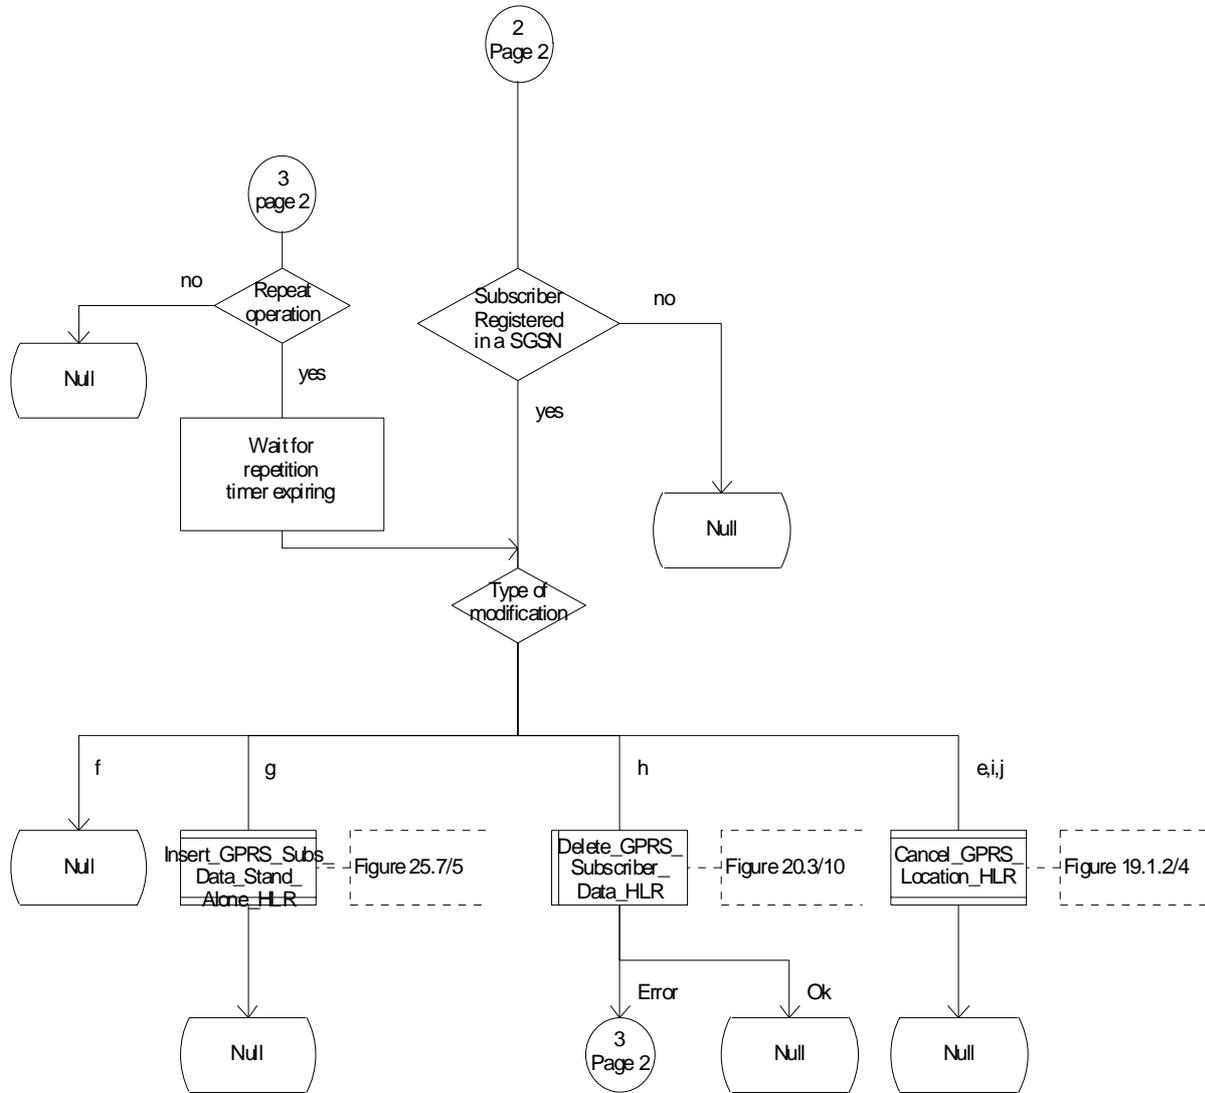 2
Page 2
3
page 2
no
Repeat
operation
Subscriber
Registered
in a SGSN
no
Null
yes
yes
Wait for
repetition
timer expiring
Null
Type of
modification
f
g
h
e,i,j
Null
Insert_GPRS_Subs_
Data_Stand_
Alone_HLR
Figure 25.7/5
Delete_GPRS_
Subscriber_
Data_HLR
Figure 20.3/10
Cancel_GPRS_
Location_HLR
Figure 19.1.2/4
Error
Ok
Null
3
Page 2
Null
Null